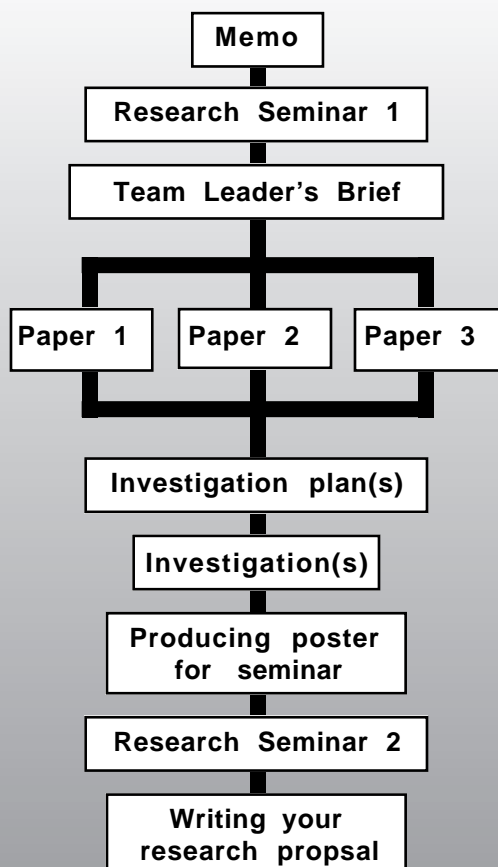 Memo
Research Seminar 1
Team Leader's Brief
Paper 1
Paper 2
Paper 3
Investigation plan(s)
Investigation(s)
Producing poster
for seminar
Research Seminar 2
Writing your
research propsal